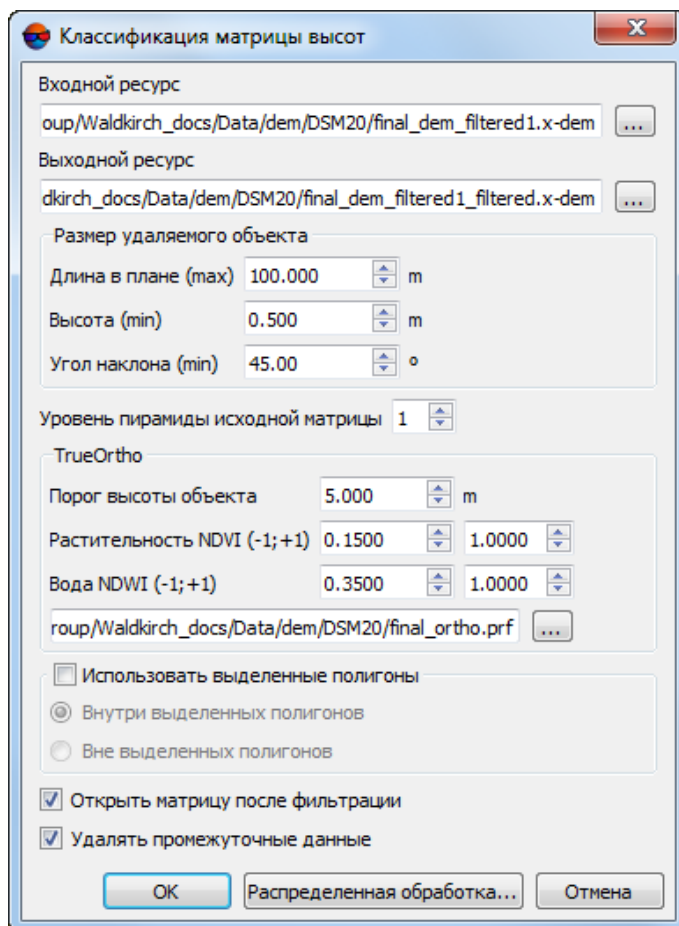 Классификация матрицы высот
Входной ресурс
oup/Waldkirch_docs/Data/dem/DSM20/final_dem_filtered1.x-dem ...
Выходной ресурс
dkirch_docs/Data/dem/DSM20/final_dem_filtered1_filtered.x-dem ...
Размер удаляемого объекта
Длина в плане (max) 100.000 m
Высота (min) 0.500 m
Угол наклона (min) 45.00 °
Уровень пирамиды исходной матрицы 1
TrueOrtho
Порог высоты объекта 5.000 m
Растительность NDVI (-1;+1) 0.1500 1.0000
Вода NDWI (-1;+1) 0.3500 1.0000
roup/Waldkirch_docs/Data/dem/DSM20/final_ortho.prf ...
Использовать выделенные полигоны
Внутри выделенных полигонов
Вне выделенных полигонов
Открыть матрицу после фильтрации
Удалять промежуточные данные
OK Распределенная обработка... Отмена